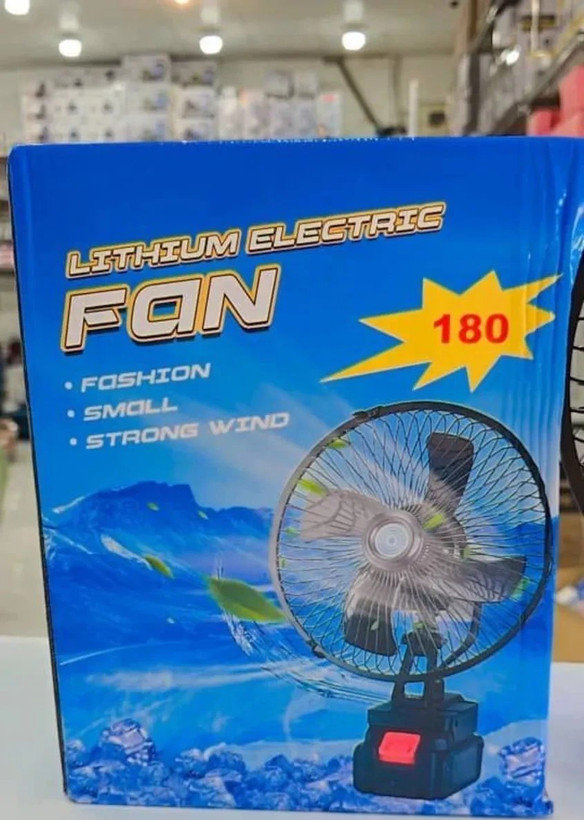 LITHIUM ELECTRIC
FAN
• FASHION
• SMALL
• STRONG WIND
180